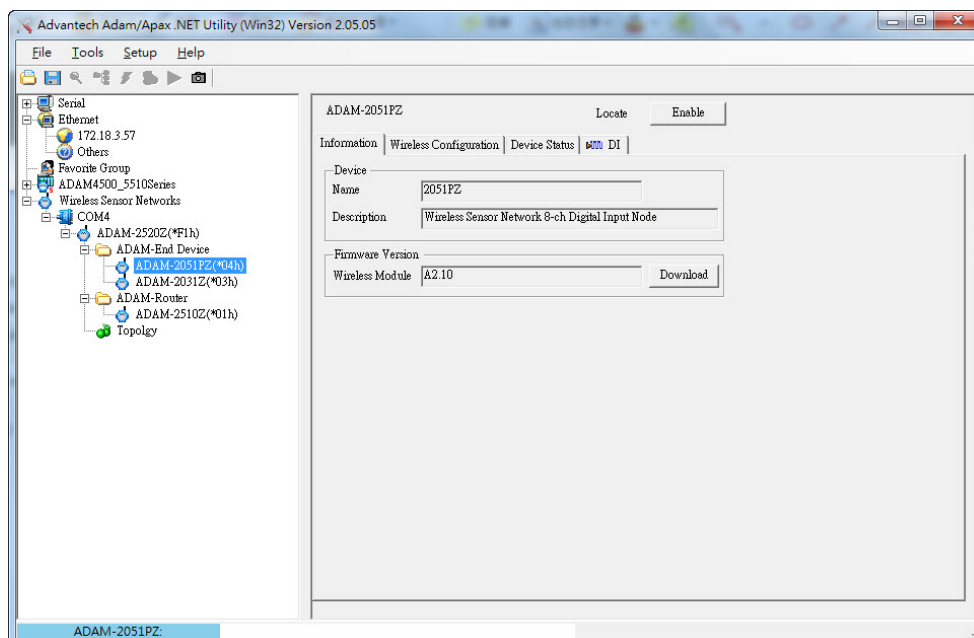 Advantech Adam/Apax .NET Utility (Win32) Version 2.05.05
File Tools Setup Help
Serial
Ethernet
172.18.3.57
Others
Favorite Group
ADAM4500_5510Series
Wireless Sensor Networks
COM4
ADAM-2520Z(*F1h)
ADAM-End Device
ADAM-2051PZ(*04h)
ADAM-2031Z(*03h)
ADAM-Router
ADAM-2510Z(*01h)
Topolgy
ADAM-2051PZ Locate Enable
Information Wireless Configuration Device Status DI
Device
Name 2051PZ
Description Wireless Sensor Network 8-ch Digital Input Node
Firmware Version
Wireless Module A2.10 Download
ADAM-2051PZ: